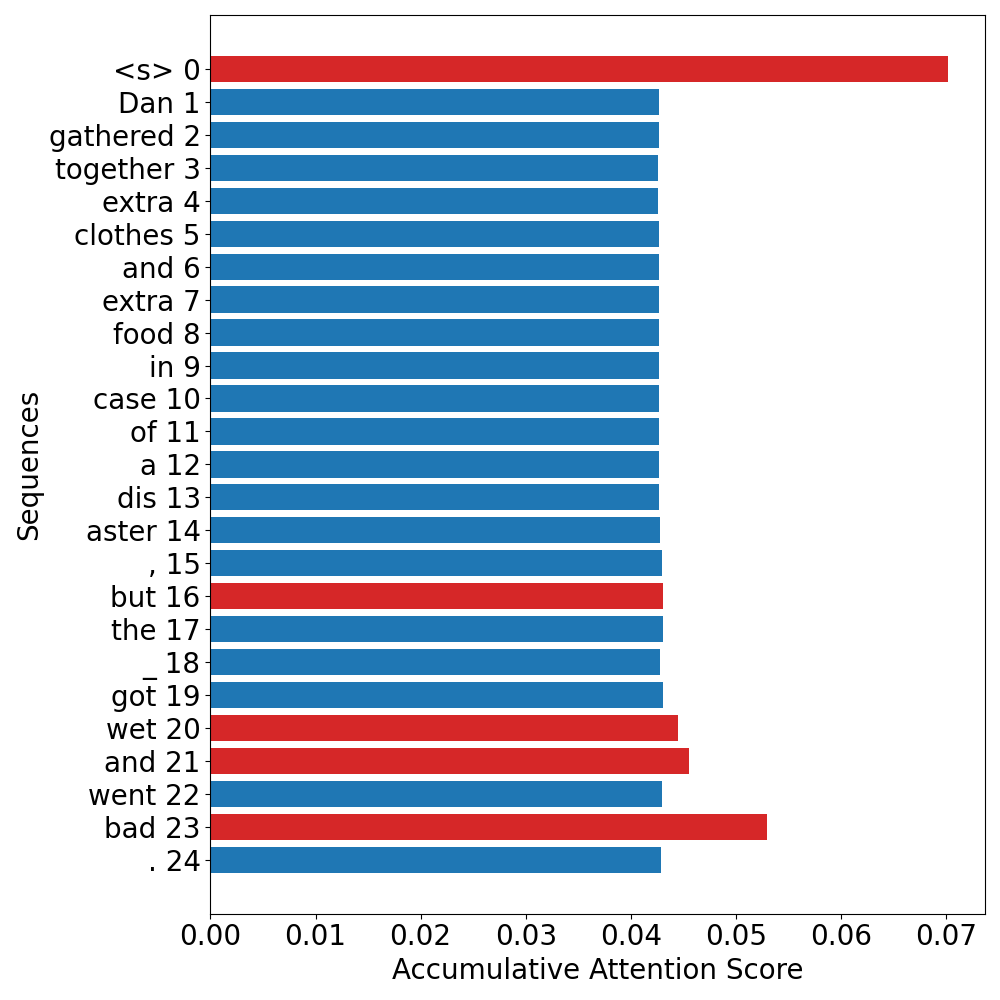 <s> 0
Dan 1
gathered 2
together 3
extra 4
clothes 5
and 6
extra 7
food 8
in 9
case 10
of 11
a 12
dis 13
aster 14
, 15
but 16
the 17
_ 18
got 19
wet 20
and 21
went 22
bad 23
. 24
Sequences
0.00 0.01 0.02 0.03 0.04 0.05 0.06 0.07
Accumulative Attention Score